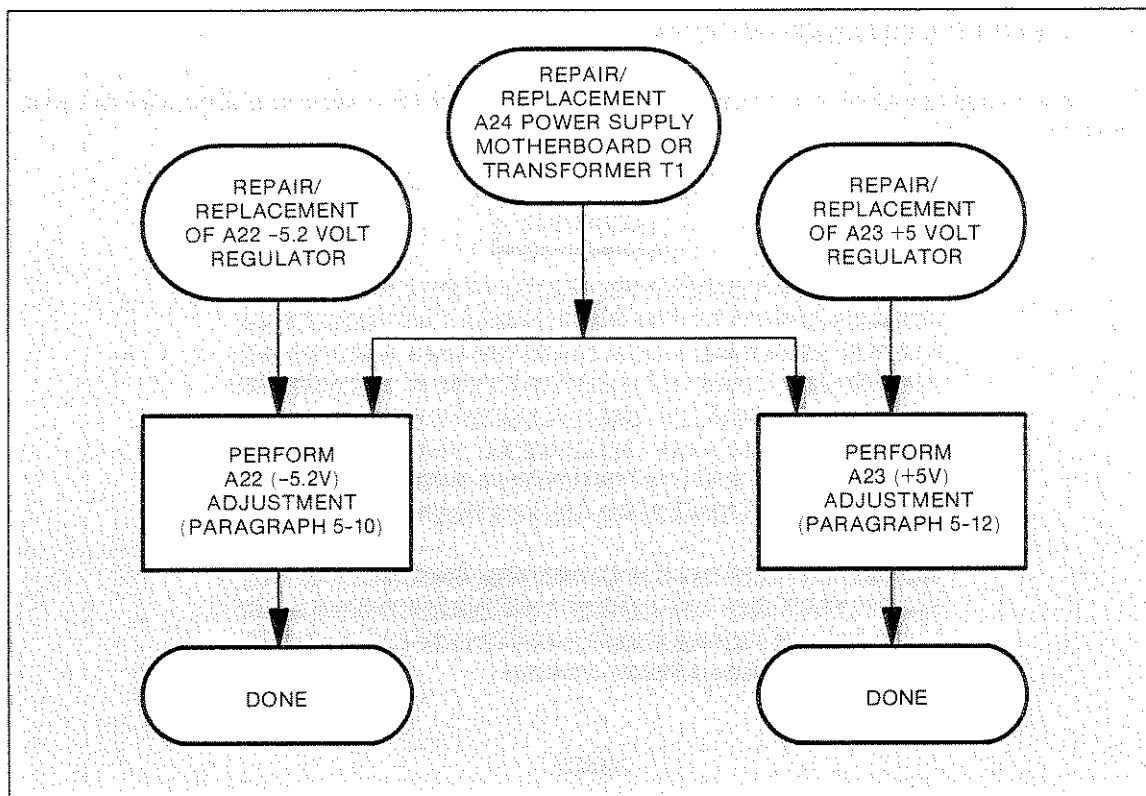 REPAIR/
REPLACEMENT
A24 POWER SUPPLY
MOTHERBOARD OR
TRANSFORMER T1
REPAIR/
REPLACEMENT
OF A22 -5.2 VOLT
REGULATOR
REPAIR/
REPLACEMENT
OF A23 +5 VOLT
REGULATOR
PERFORM
A22 (-5.2V)
ADJUSTMENT
(PARAGRAPH 5-10)
PERFORM
A23 (+5V)
ADJUSTMENT
(PARAGRAPH 5-12)
DONE
DONE